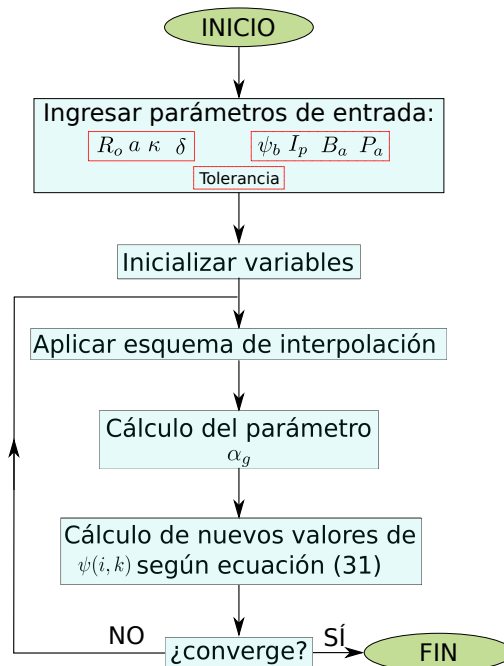 INICIO
Ingresar parámetros de entrada:
R_o a κ δ ψ_b I_p B_a P_a
Tolerancia
Inicializar variables
Aplicar esquema de interpolación
Cálculo del parámetro
α_g
Cálculo de nuevos valores de
ψ(i, k) según ecuación (31)
NO ¿converge? SÍ FIN